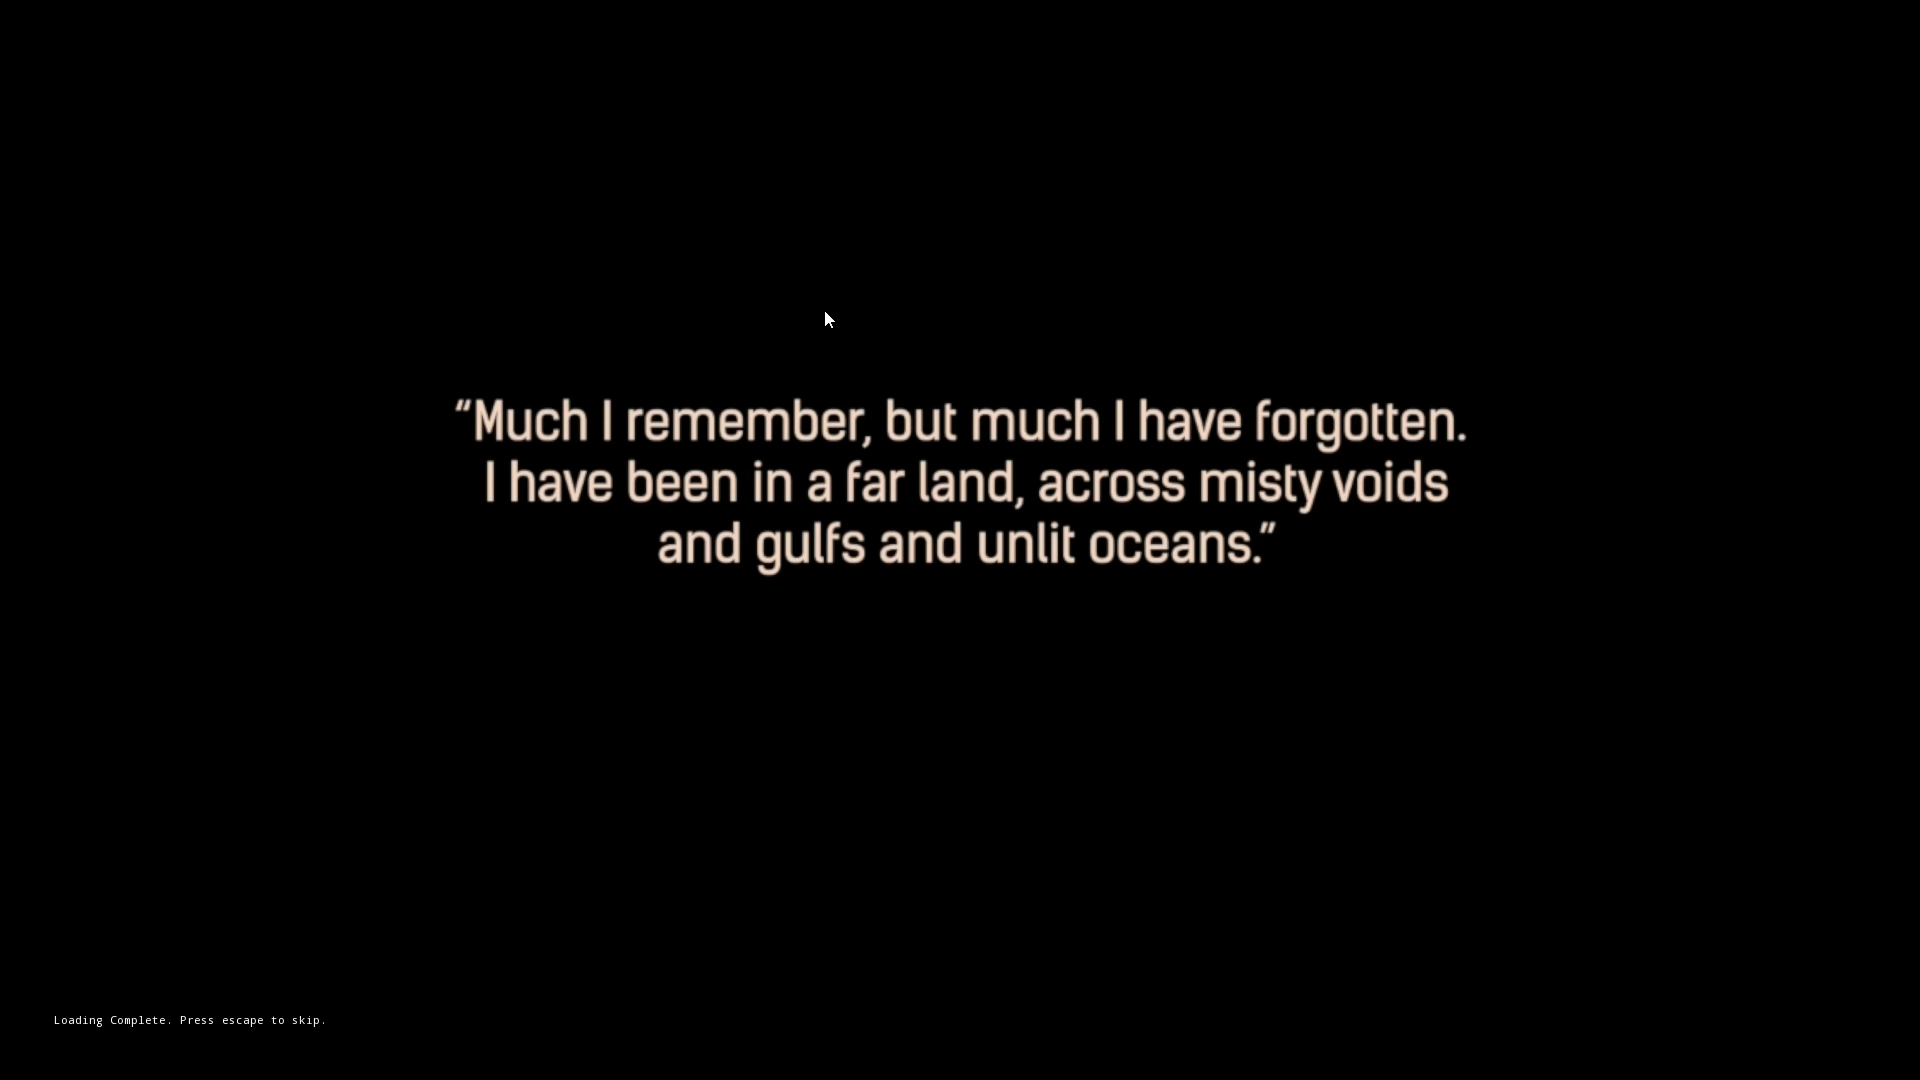 “Much I remember, but much I have forgotten.
I have been in a far land, across misty voids
and gulfs and unlit oceans.”
Loading Complete. Press escape to skip.